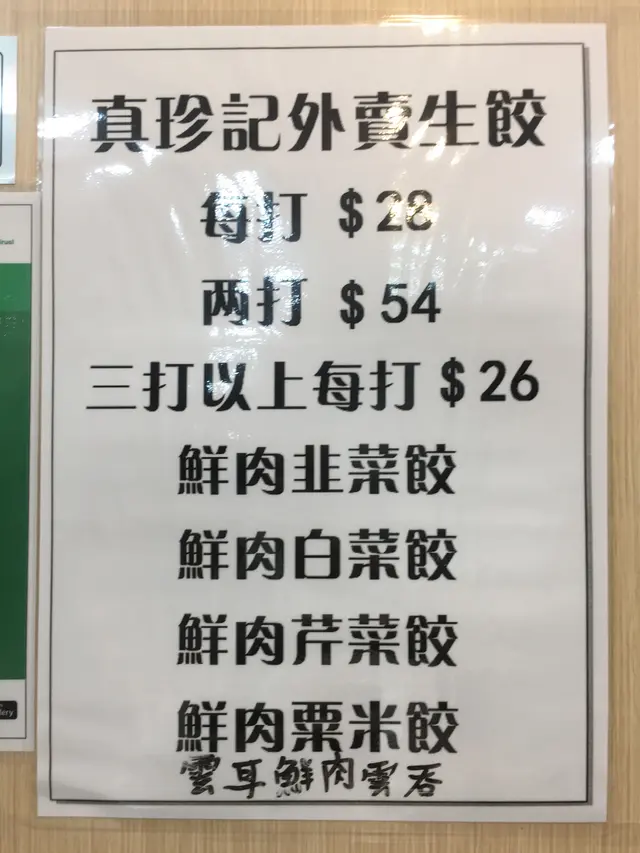 真珍記外賣生餃
每打 $28
两打 $54
三打以上每打 $26
鮮肉韭菜餃
鮮肉白菜餃
鮮肉芹菜餃
鮮肉粟米餃
雲耳鮮肉雲吞